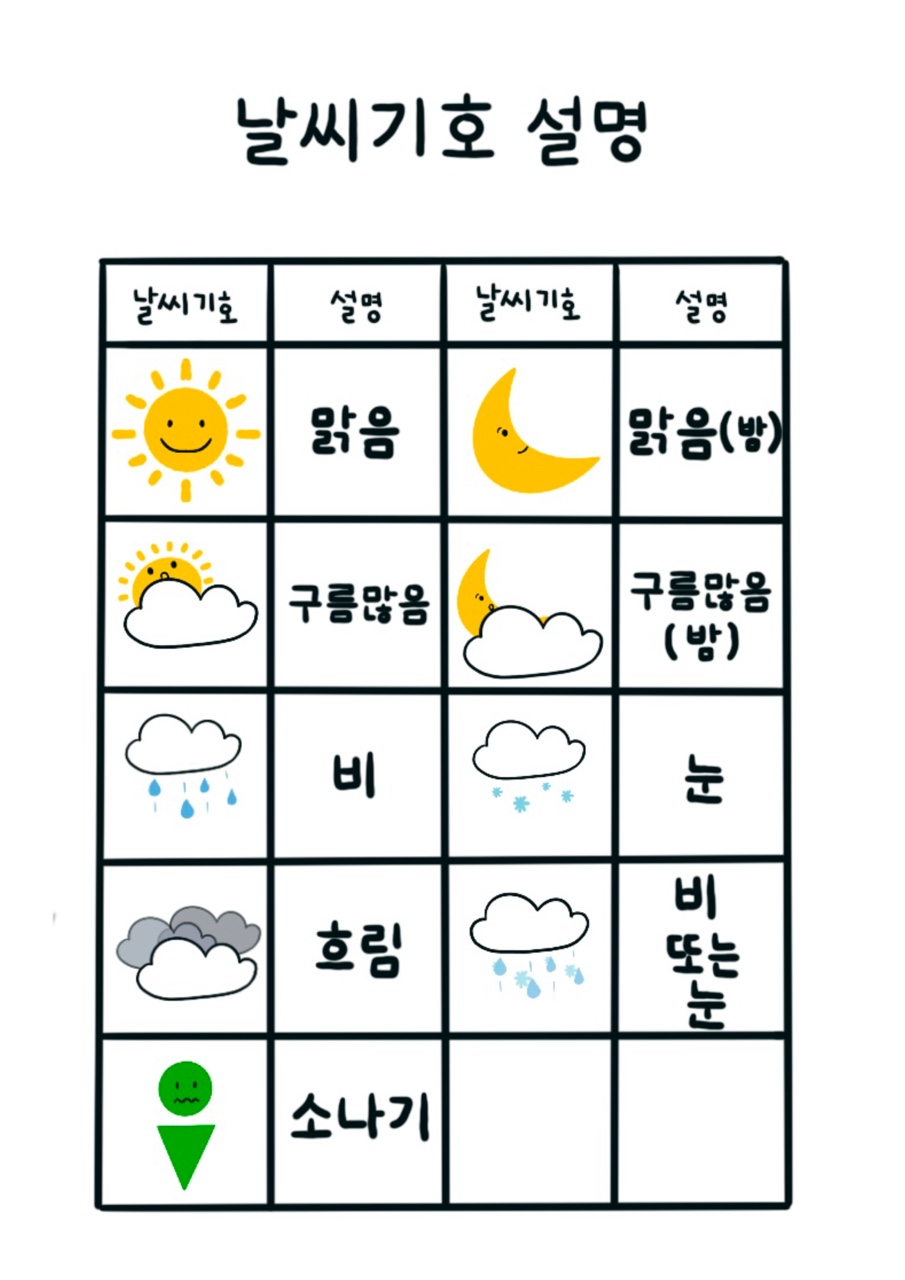 날씨기호 설명
날씨기호 설명 날씨기호 설명
맑음 맑음(밤)
구름많음 구름많음
(밤)
비 눈
흐림 비
또는
눈
소나기